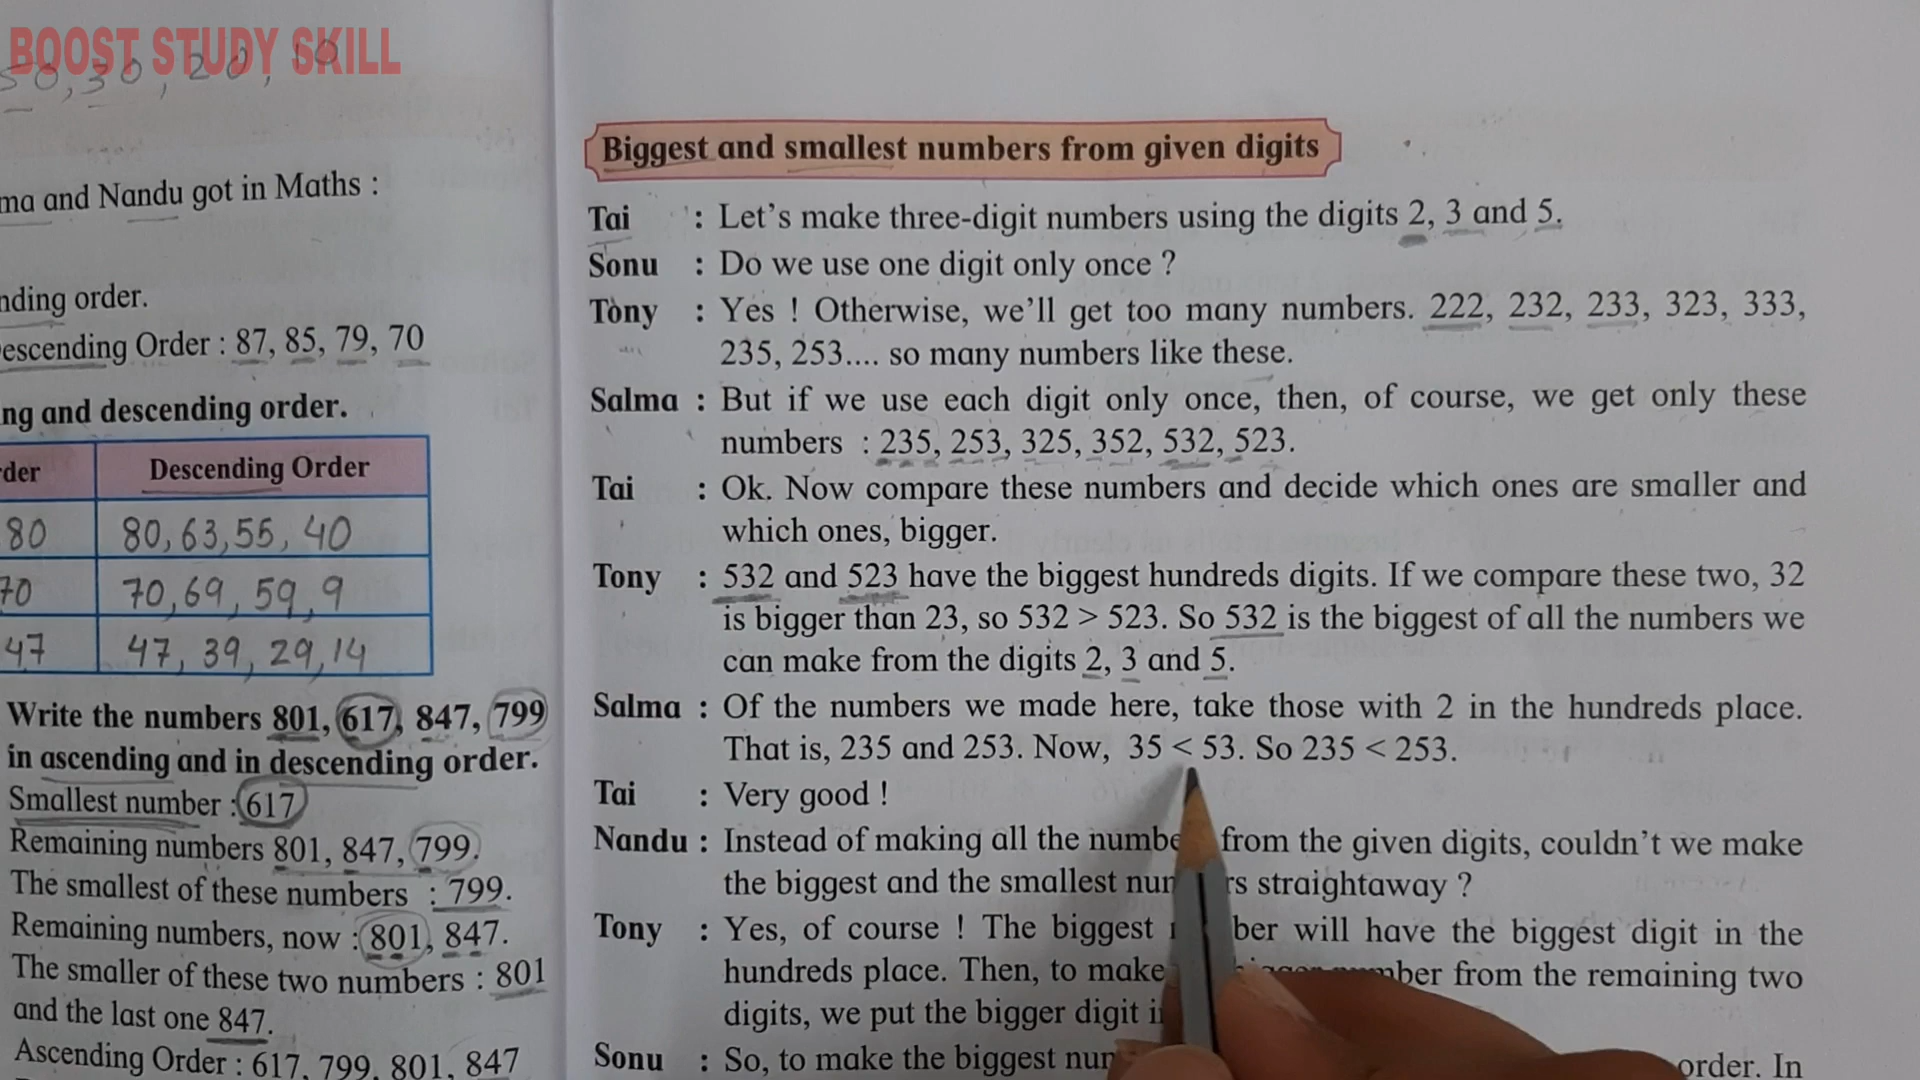 BOOST STUDY SKILL
50, 30, 20, 10
ma and Nandu got in Maths :
nding order.
escending Order : 87, 85, 79, 70
ng and descending order.
der Descending Order
80 80, 63, 55, 40
70 70, 69, 59, 9
47 47, 39, 29, 14
Write the numbers 801, 617, 847, 799
in ascending and in descending order.
Smallest number : 617
Remaining numbers 801, 847, 799.
The smallest of these numbers : 799.
Remaining numbers, now : 801, 847.
The smaller of these two numbers : 801
and the last one 847.
Ascending Order : 617, 799, 801, 847
Biggest and smallest numbers from given digits
Tai : Let's make three-digit numbers using the digits 2, 3 and 5.
Sonu : Do we use one digit only once ?
Tony : Yes ! Otherwise, we'll get too many numbers. 222, 232, 233, 323, 333,
235, 253.... so many numbers like these.
Salma : But if we use each digit only once, then, of course, we get only these
numbers : 235, 253, 325, 352, 532, 523.
Tai : Ok. Now compare these numbers and decide which ones are smaller and
which ones, bigger.
Tony : 532 and 523 have the biggest hundreds digits. If we compare these two, 32
is bigger than 23, so 532 > 523. So 532 is the biggest of all the numbers we
can make from the digits 2, 3 and 5.
Salma : Of the numbers we made here, take those with 2 in the hundreds place.
That is, 235 and 253. Now, 35 < 53. So 235 < 253.
Tai : Very good !
Nandu : Instead of making all the numbe from the given digits, couldn't we make
the biggest and the smallest num rs straightaway ?
Tony : Yes, of course ! The biggest ber will have the biggest digit in the
hundreds place. Then, to make number from the remaining two
digits, we put the bigger digit
Sonu : So, to make the biggest num order. In